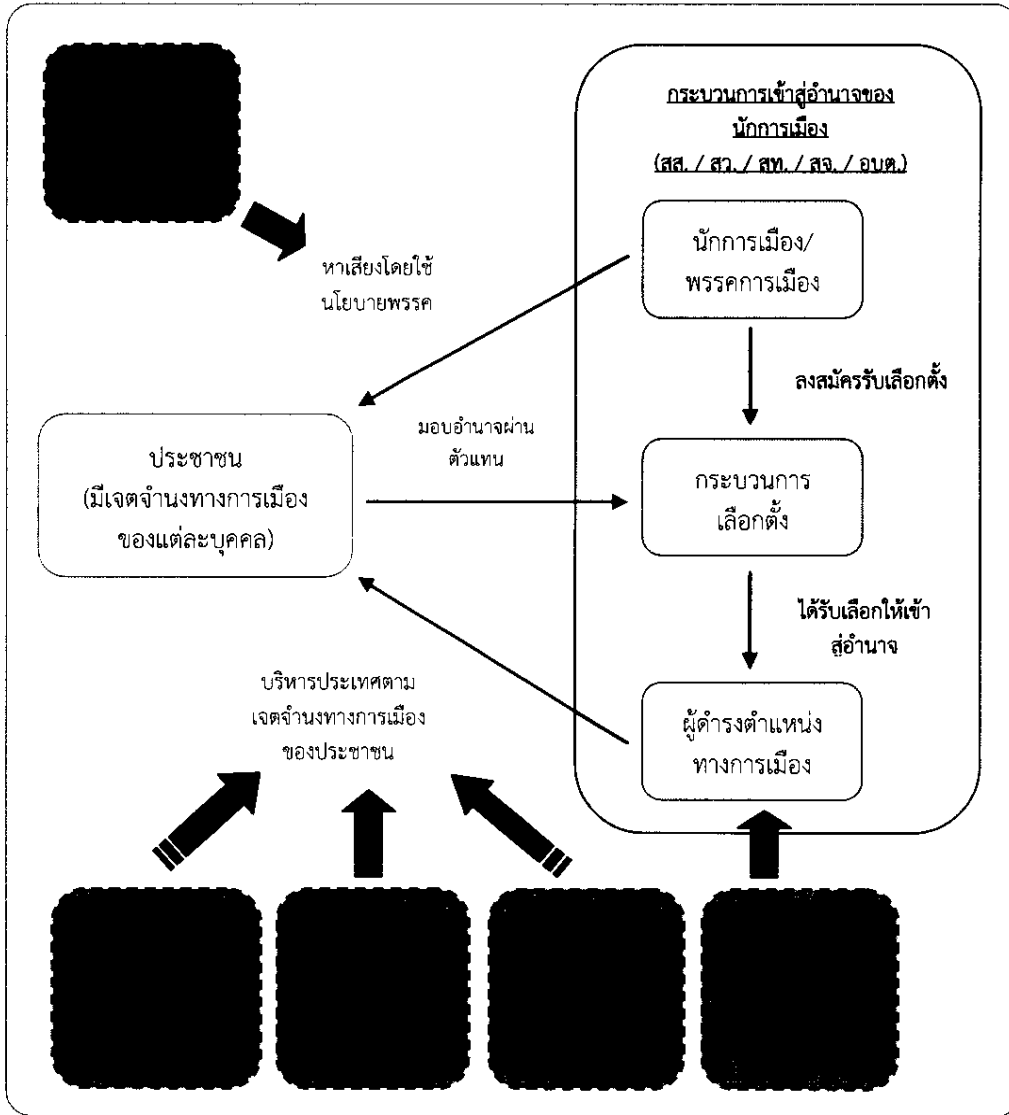 กระบวนการเข้าสู่อำนาจของ
นักการเมือง
(สส. / สว. / สท. / สจ. / อบต.)
นักการเมือง/
พรรคการเมือง
หาเสียงโดยใช้
นโยบายพรรค
ลงสมัครรับเลือกตั้ง
มอบอำนาจผ่าน
ตัวแทน
ประชาชน
(มีเจตจำนงทางการเมือง
ของแต่ละบุคคล)
กระบวนการ
เลือกตั้ง
ได้รับเลือกให้เข้า
สู่อำนาจ
บริหารประเทศตาม
เจตจำนงทางการเมือง
ของประชาชน
ผู้ดำรงตำแหน่ง
ทางการเมือง